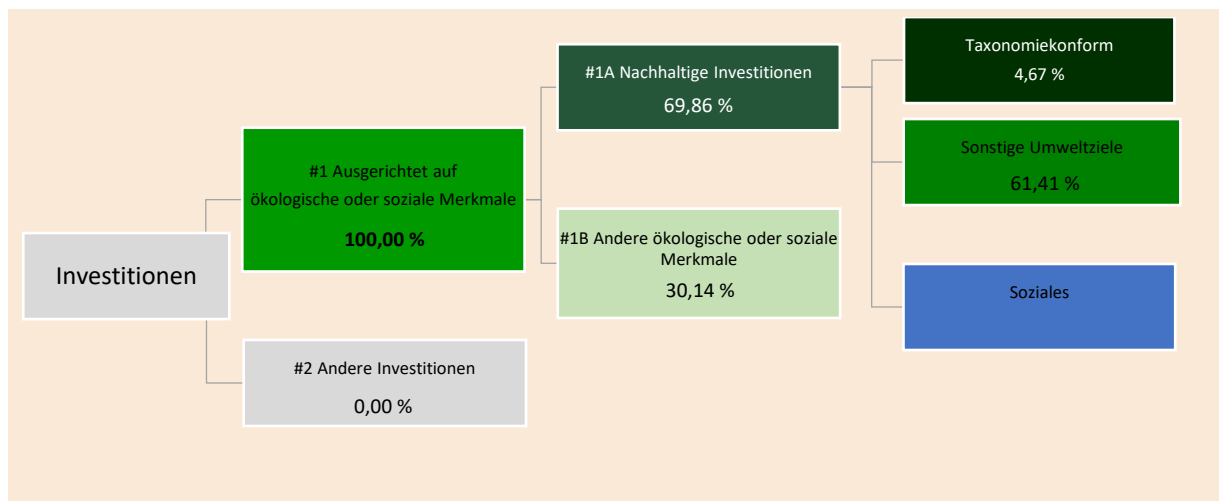 Investitionen
#1 Ausgerichtet auf
ökologische oder soziale Merkmale
100,00 %
#2 Andere Investitionen
0,00 %
#1A Nachhaltige Investitionen
69,86 %
#1B Andere ökologische oder soziale
Merkmale
30,14 %
Taxonomiekonform
4,67 %
Sonstige Umweltziele
61,41 %
Soziales